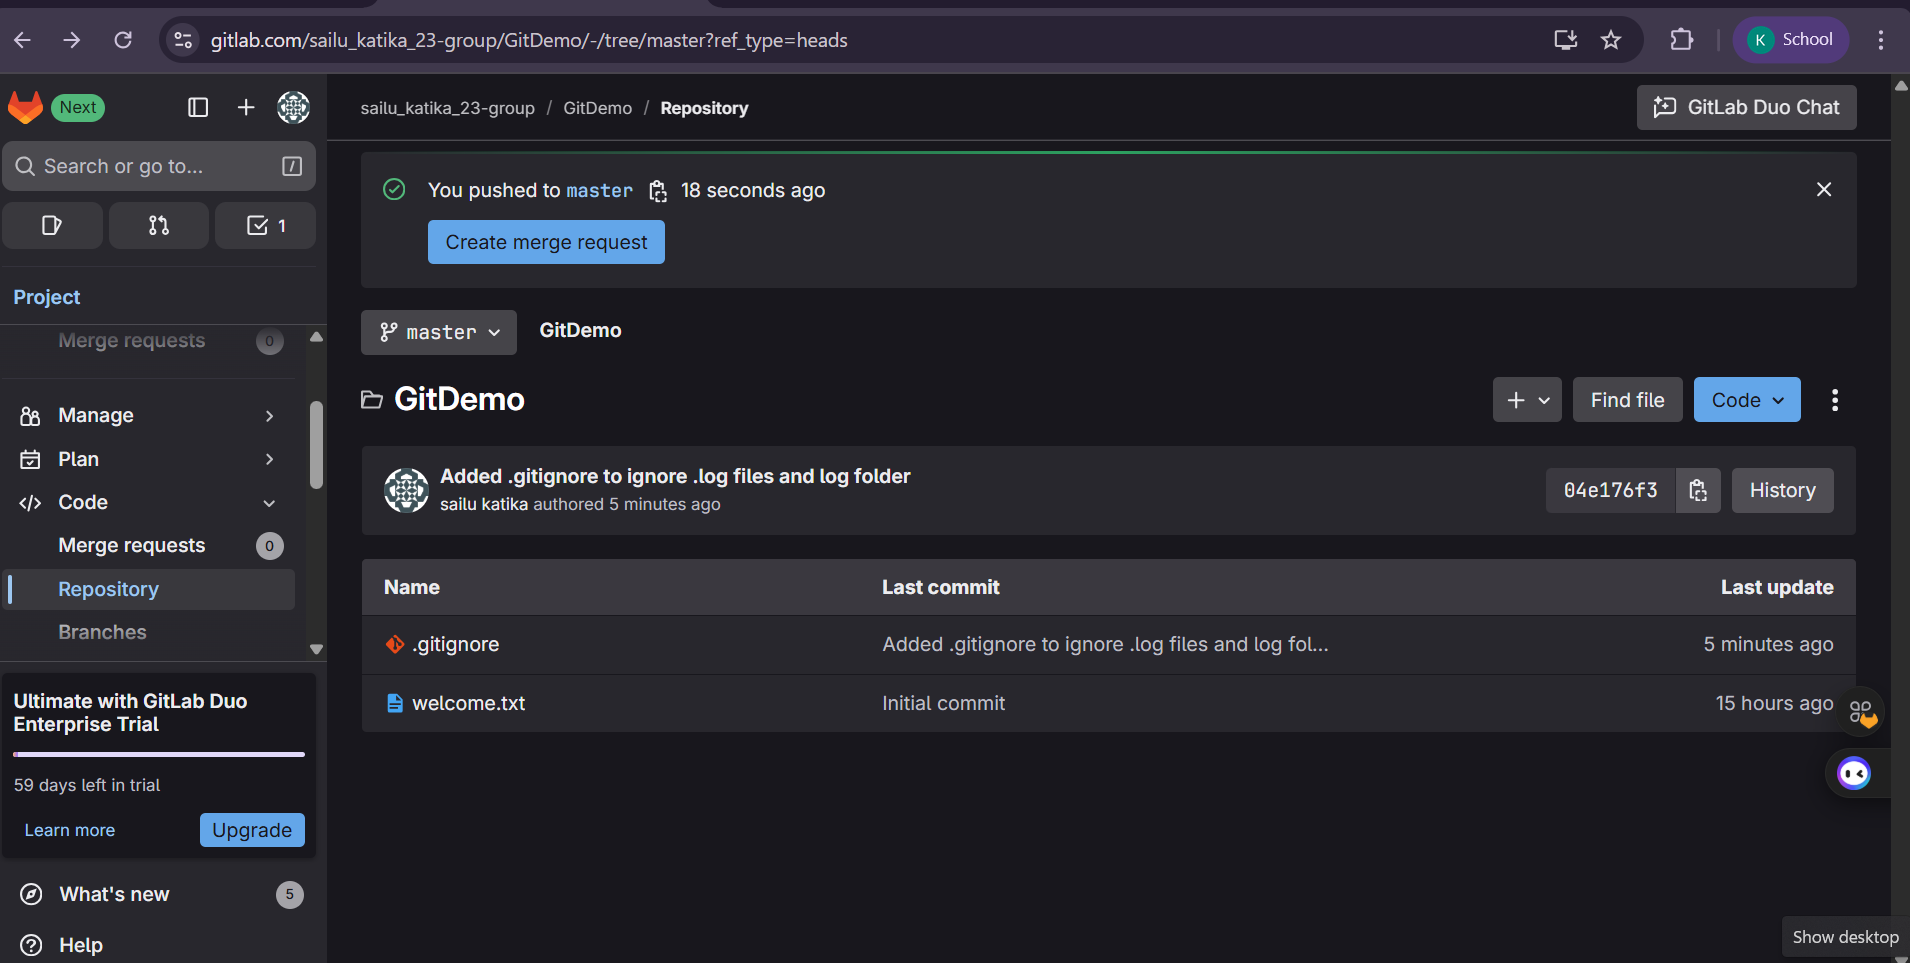 gitlab.com/sailu_katika_23-group/GitDemo/-/tree/master?ref_type=heads
K School
Next
sailu_katika_23-group / GitDemo / Repository
GitLab Duo Chat
Search or go to...
/
1
You pushed to master 18 seconds ago
Create merge request
Project
Merge requests 0
Manage
Plan
Code
Merge requests 0
Repository
Branches
master
GitDemo
GitDemo
+
Find file
Code
Added .gitignore to ignore .log files and log folder
sailu katika authored 5 minutes ago
04e176f3
History
Name Last commit Last update
.gitignore Added .gitignore to ignore .log files and log fol... 5 minutes ago
welcome.txt Initial commit 15 hours ago
Ultimate with GitLab Duo
Enterprise Trial
59 days left in trial
Learn more
Upgrade
What's new 5
Help
Show desktop